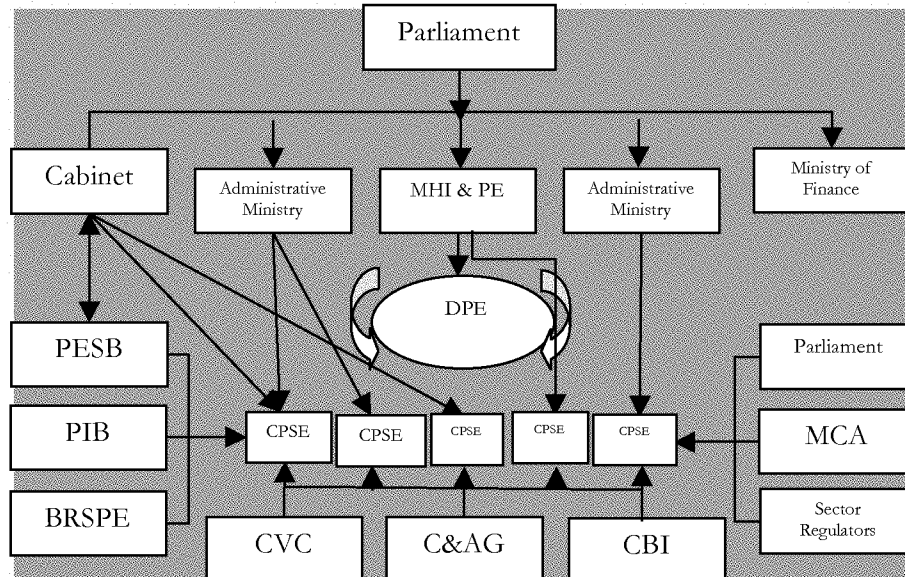 Parliament
Cabinet
Administrative
Ministry
MHI & PE
Administrative
Ministry
Ministry of
Finance
DPE
PESB
Parliament
PIB
CPSE
CPSE
CPSE
CPSE
CPSE
MCA
BRSPE
Sector
Regulators
CVC
C&AG
CBI